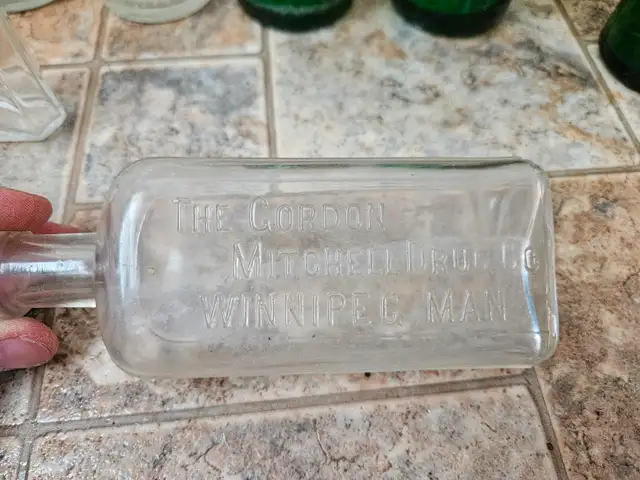 THE GORDON
MITCHELL DRUG CO
WINNIPEG MAN